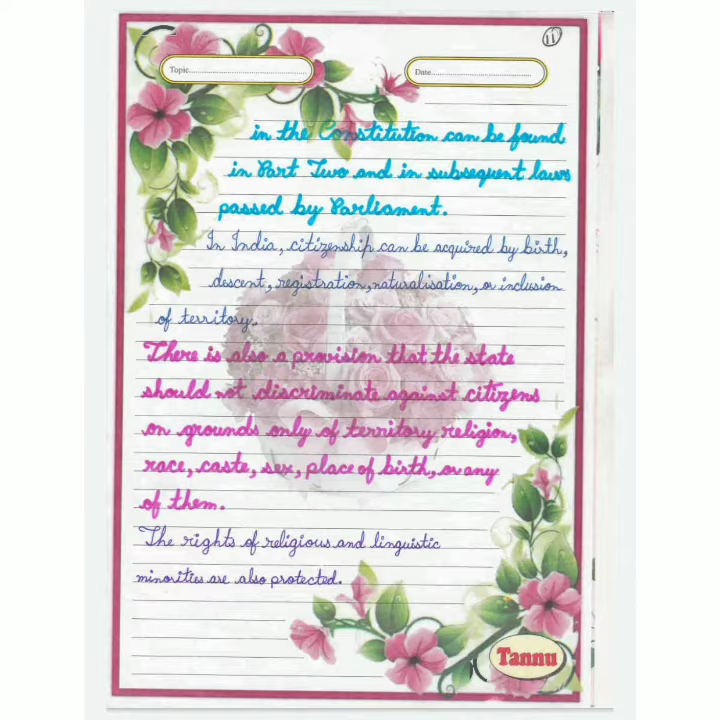 11
Topic
Date
in the Constitution can be found
in Part Two and in subsequent laws
passed by Parliament.
In India, citizenship can be acquired by birth,
descent, registration, naturalisation, or inclusion
of territory.
There is also a provision that the state
should not discriminate against citizens
on grounds only of territory religion,
race, caste, sex, place of birth, or any
of them.
The rights of religious and linguistic
minorities are also protected.
Tannu